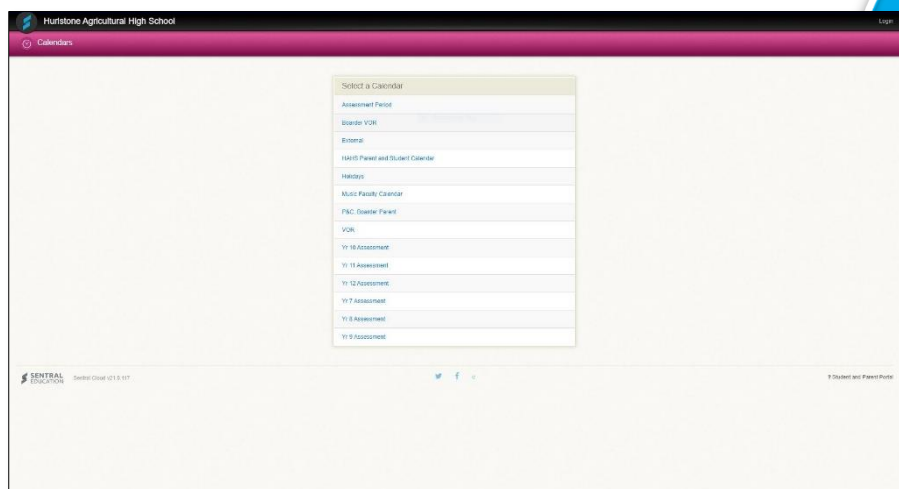 Hurlstone Agricultural High School
Login
Calendars
Select a Calendar
Assessment Period
Boarder VOR
External
HAHS Parent and Student Calendar
Holidays
Music Faculty Calendar
P&C, Boarder Parent
VOR
Yr 10 Assessment
Yr 11 Assessment
Yr 12 Assessment
Yr 7 Assessment
Yr 8 Assessment
Yr 9 Assessment
SENTRAL
EDUCATION
Sentral Cloud
Student and Parent Portal